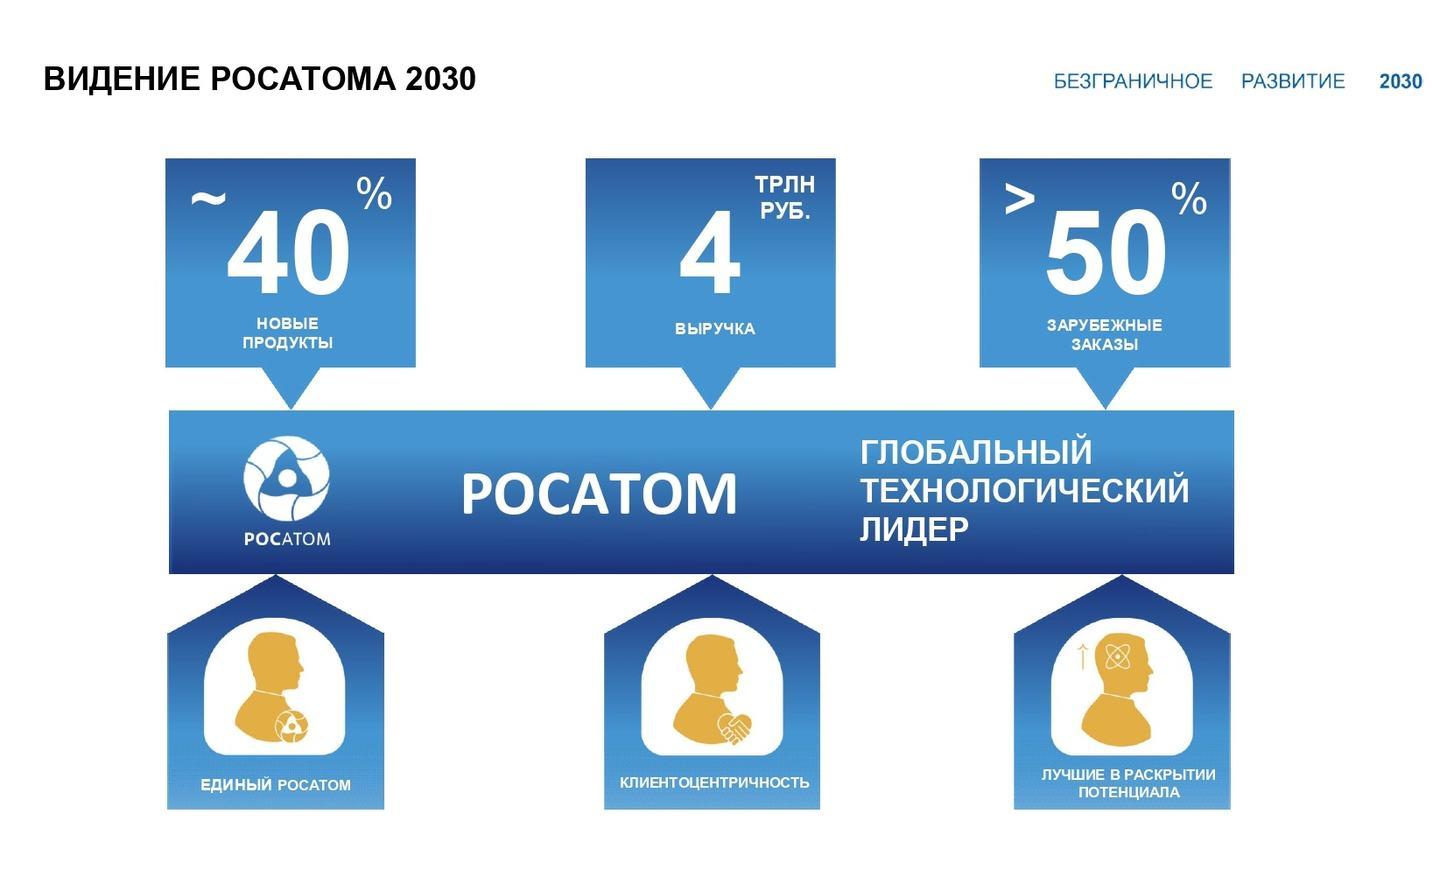 ВИДЕНИЕ РОСАТОМА 2030
БЕЗГРАНИЧНОЕ РАЗВИТИЕ 2030
~ 40 %
НОВЫЕ
ПРОДУКТЫ
4 ТРЛН
РУБ.
ВЫРУЧКА
> 50 %
ЗАРУБЕЖНЫЕ
ЗАКАЗЫ
РОСАТОМ
РОСАТОМ
ГЛОБАЛЬНЫЙ
ТЕХНОЛОГИЧЕСКИЙ
ЛИДЕР
ЕДИНЫЙ РОСАТОМ
КЛИЕНТОЦЕНТРИЧНОСТЬ
ЛУЧШИЕ В РАСКРЫТИИ
ПОТЕНЦИАЛА